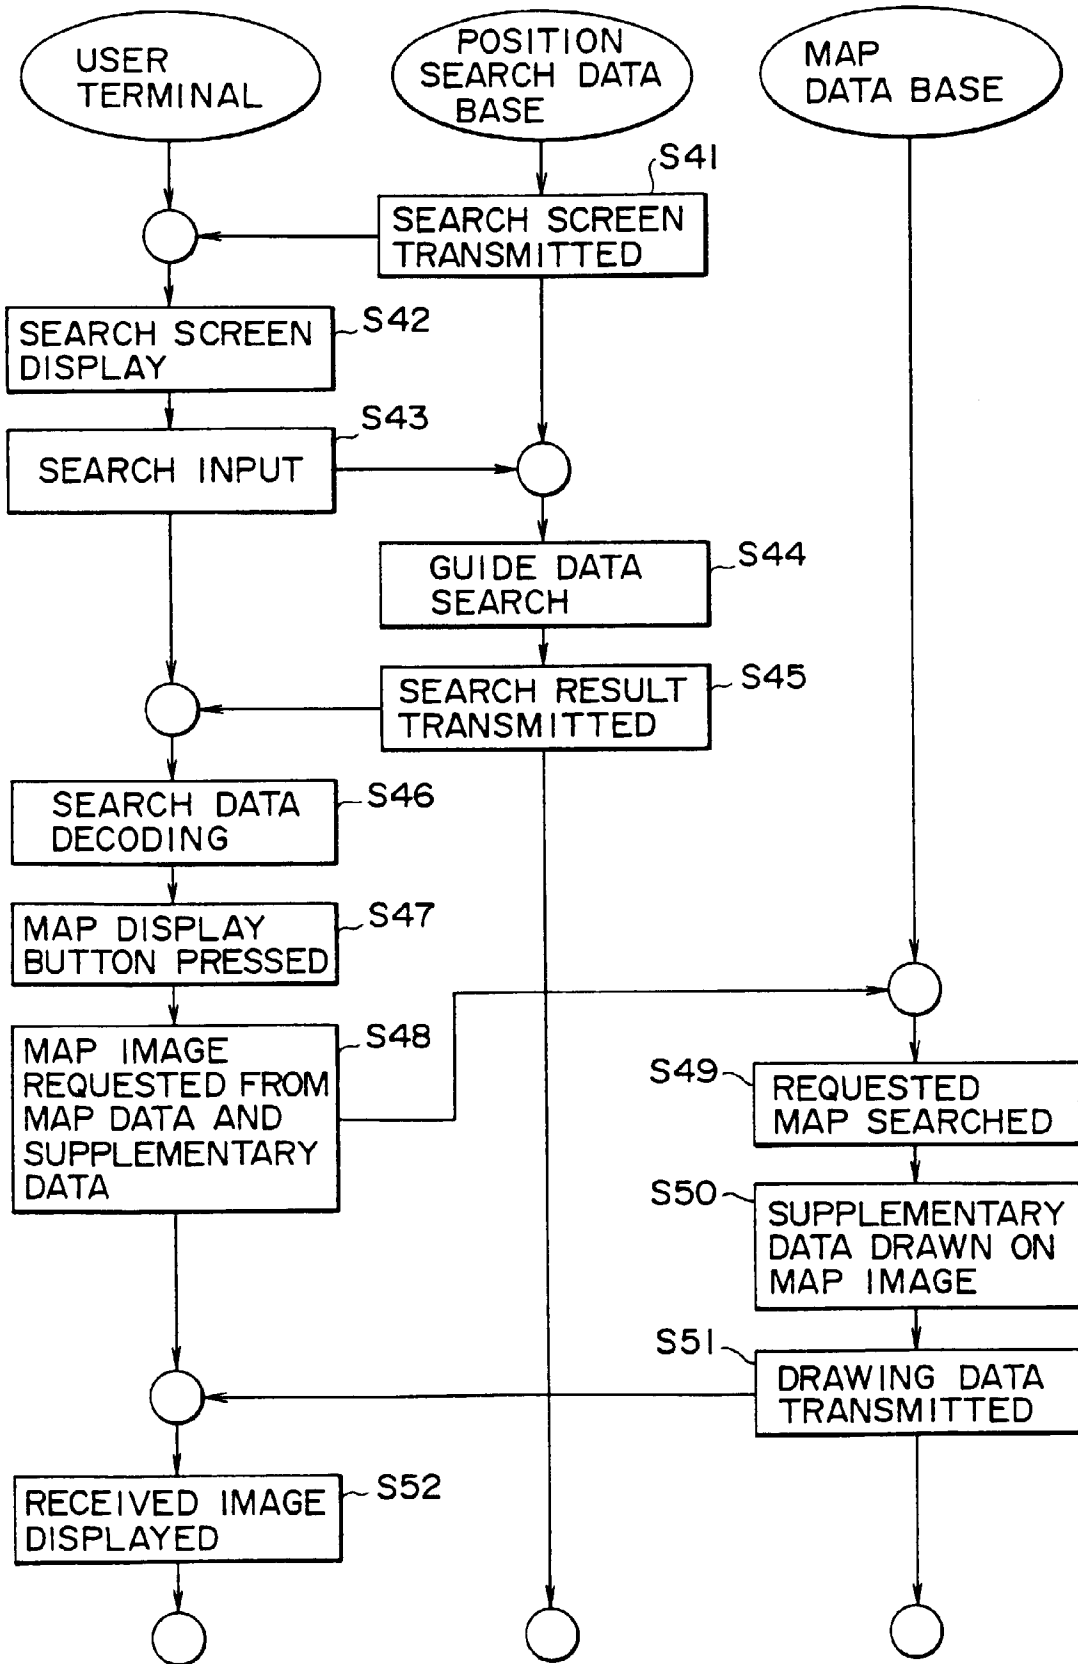 USER
TERMINAL
POSITION
SEARCH DATA
BASE
MAP
DATA BASE
S41
SEARCH SCREEN
TRANSMITTED
S42
SEARCH SCREEN
DISPLAY
S43
SEARCH INPUT
S44
GUIDE DATA
SEARCH
S45
SEARCH RESULT
TRANSMITTED
S46
SEARCH DATA
DECODING
S47
MAP DISPLAY
BUTTON PRESSED
S48
MAP IMAGE
REQUESTED FROM
MAP DATA AND
SUPPLEMENTARY
DATA
S49
REQUESTED
MAP SEARCHED
S50
SUPPLEMENTARY
DATA DRAWN ON
MAP IMAGE
S51
DRAWING DATA
TRANSMITTED
S52
RECEIVED IMAGE
DISPLAYED